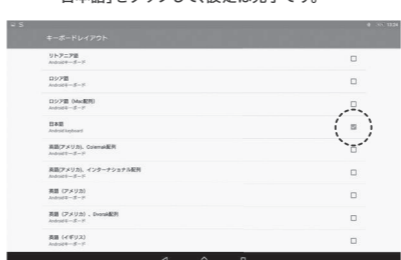 日本語」をタップして、設定は完了です。
キーボードレイアウト
リトアニア語
Androidキーボード
ロシア語
Androidキーボード
ロシア語（Mac配列）
Androidキーボード
日本語
Android keyboard
英語(アメリカ)、Colemak配列
Androidキーボード
英語(アメリカ)、インターナショナル配列
Androidキーボード
英語（アメリカ）
Androidキーボード
英語（アメリカ）、Dvorak配列
Androidキーボード
英語（イギリス）
Androidキーボード